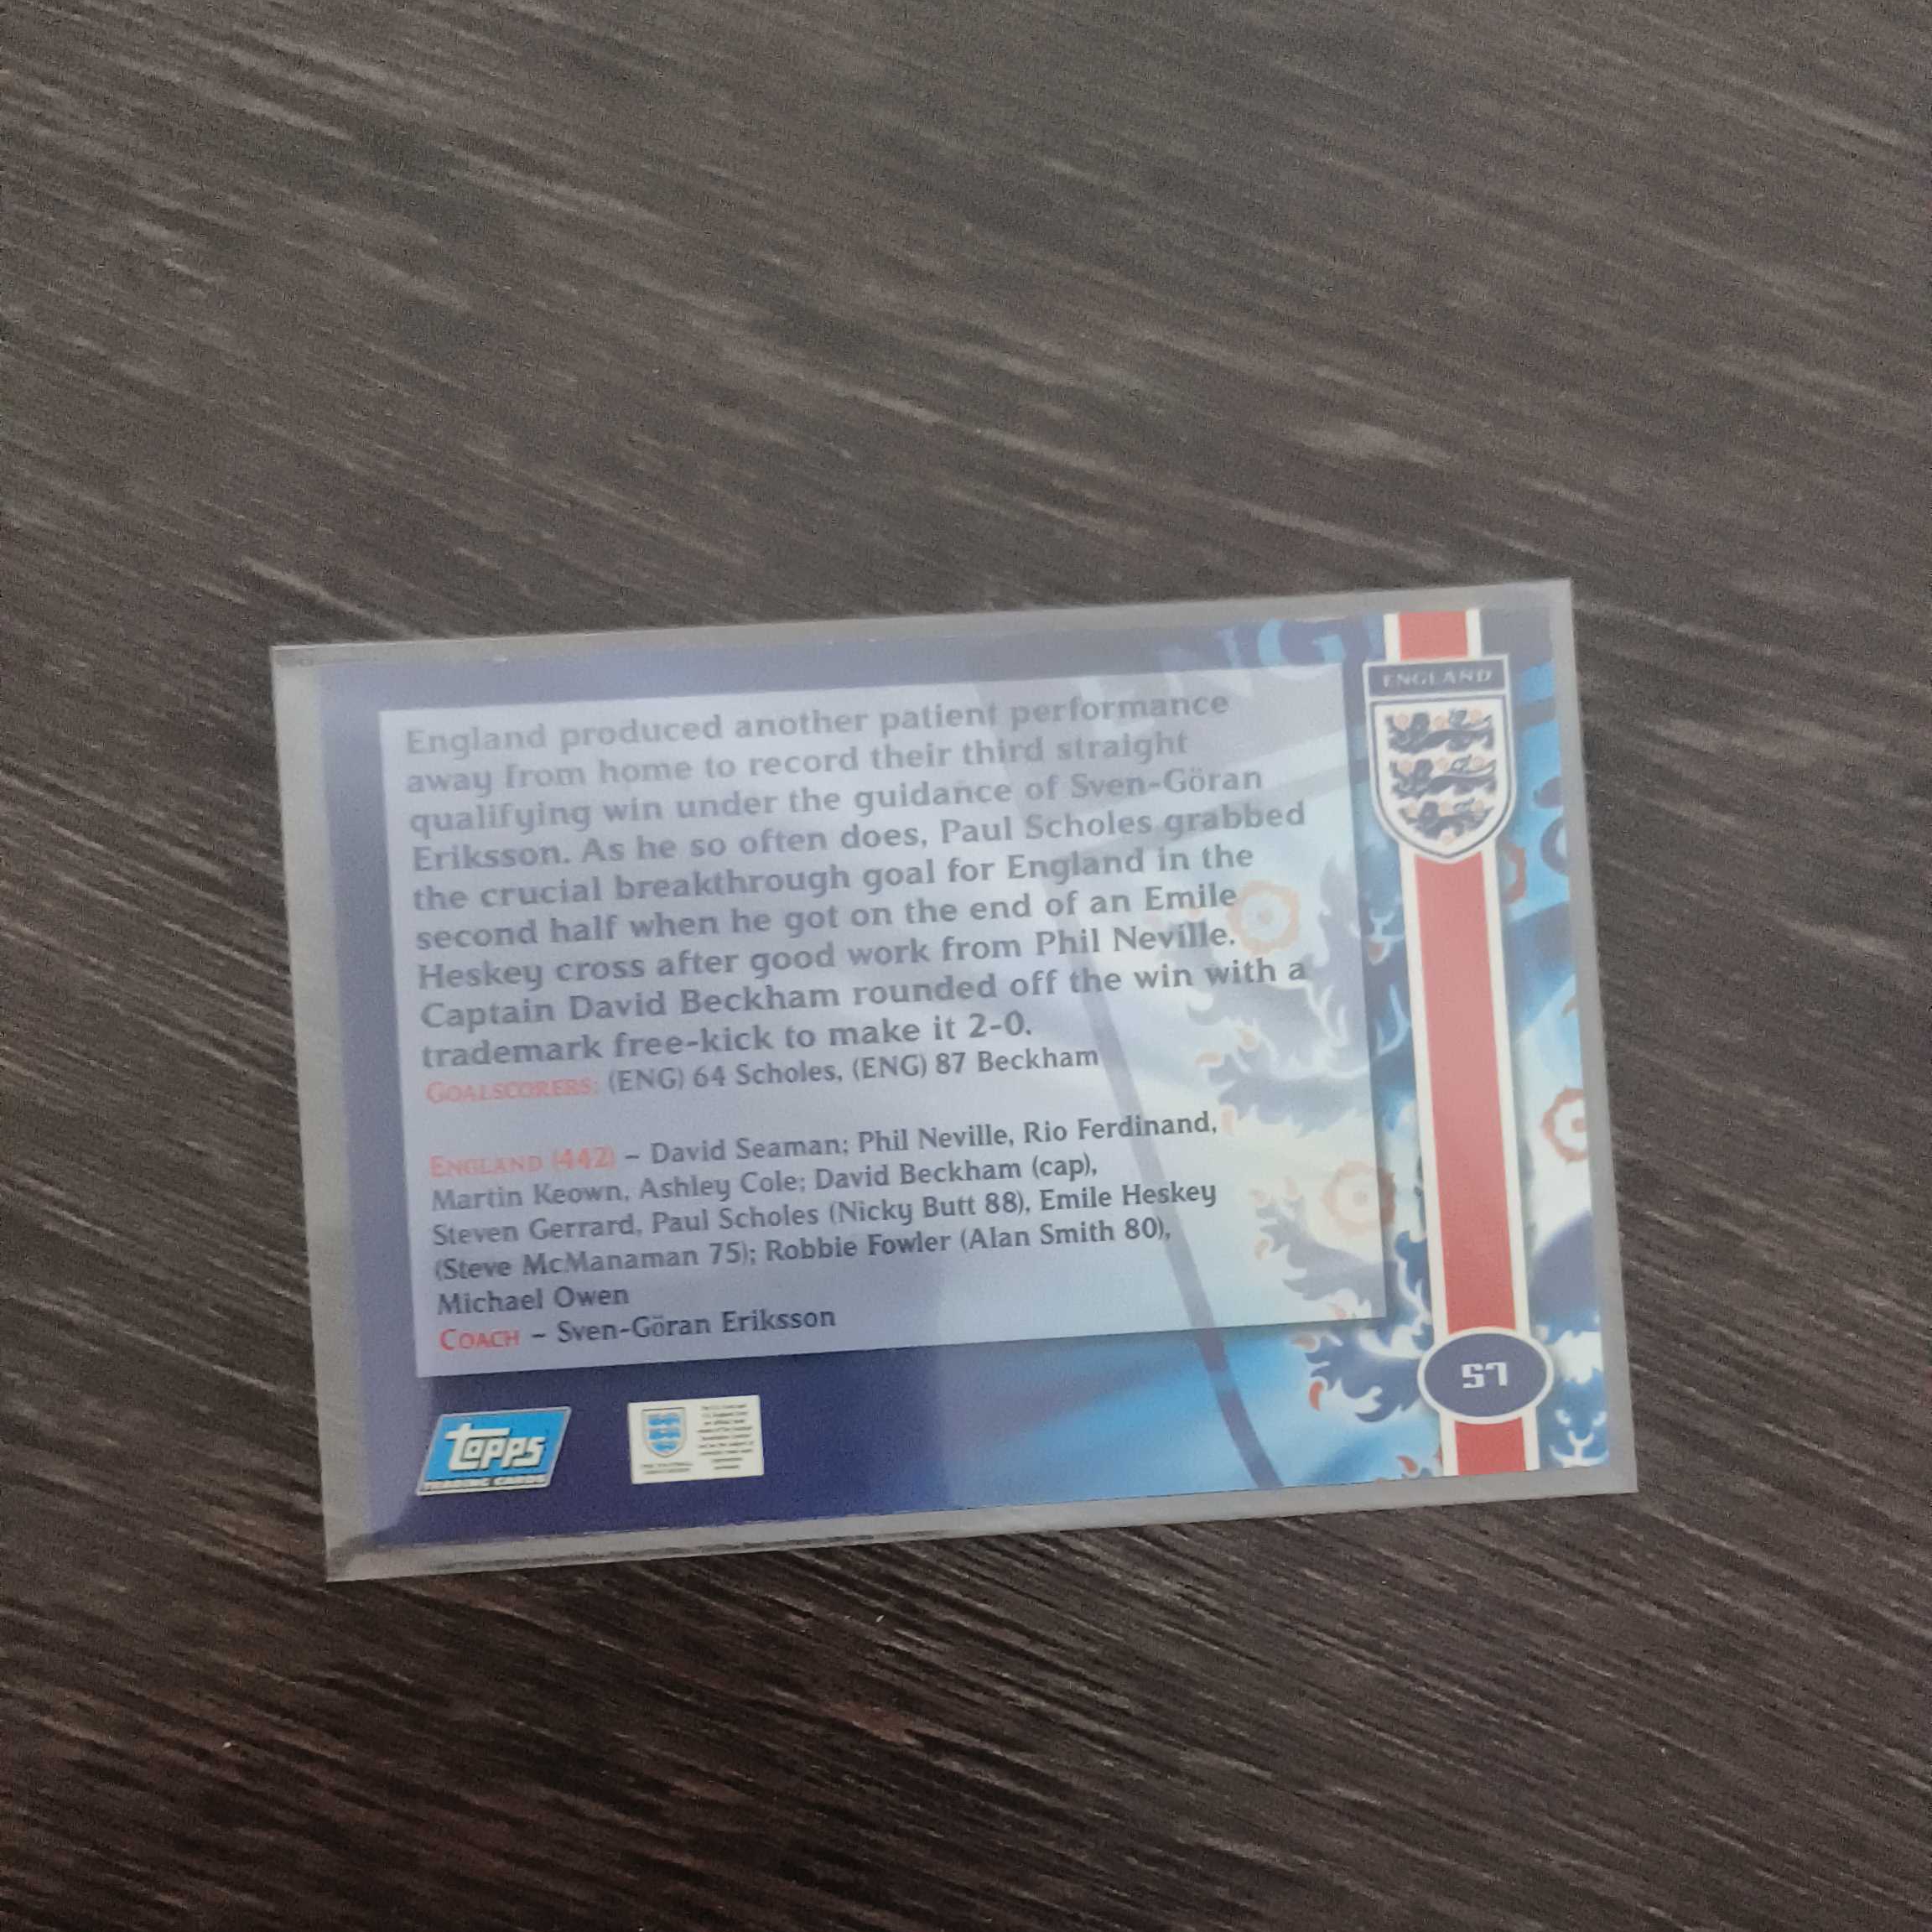 England produced another patient performance
away from home to record their third straight
qualifying win under the guidance of Sven-Göran
Eriksson. As he so often does, Paul Scholes grabbed
the crucial breakthrough goal for England in the
second half when he got on the end of an Emile
Heskey cross after good work from Phil Neville.
Captain David Beckham rounded off the win with a
trademark free-kick to make it 2-0.
GOALSCORERS: (ENG) 64 Scholes, (ENG) 87 Beckham
ENGLAND (442) – David Seaman; Phil Neville, Rio Ferdinand,
Martin Keown, Ashley Cole; David Beckham (cap),
Steven Gerrard, Paul Scholes (Nicky Butt 88), Emile Heskey
(Steve McManaman 75); Robbie Fowler (Alan Smith 80),
Michael Owen
COACH – Sven-Göran Eriksson
Topps
TRADING CARDS
ENG
ENGLAND
57